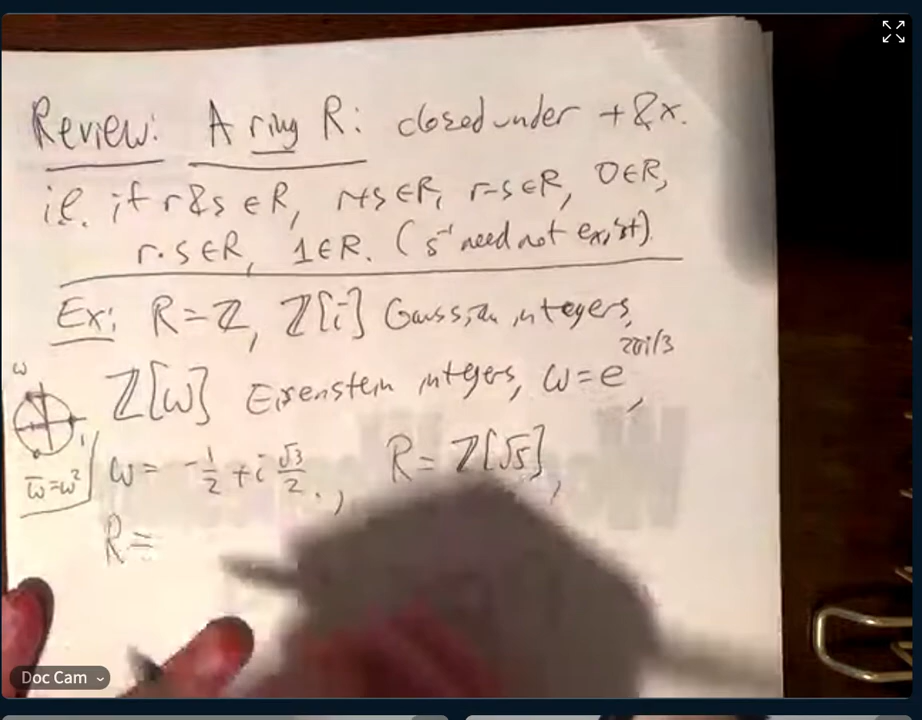 Review: A ring R: closed under + & x.
i.e. if r & s ∈ R, r+s ∈ R, r-s ∈ R, 0 ∈ R,
r·s ∈ R, 1 ∈ R. (s⁻¹ need not exist).
Ex: R = ℤ, ℤ[i] Gaussian integers,
ω ℤ[ω] Eisenstein integers, ω = e^{2πi/3},
1
ω̄ = ω² ω = -1/2 + i √3/2., R = ℤ[√5],
R =
Doc Cam